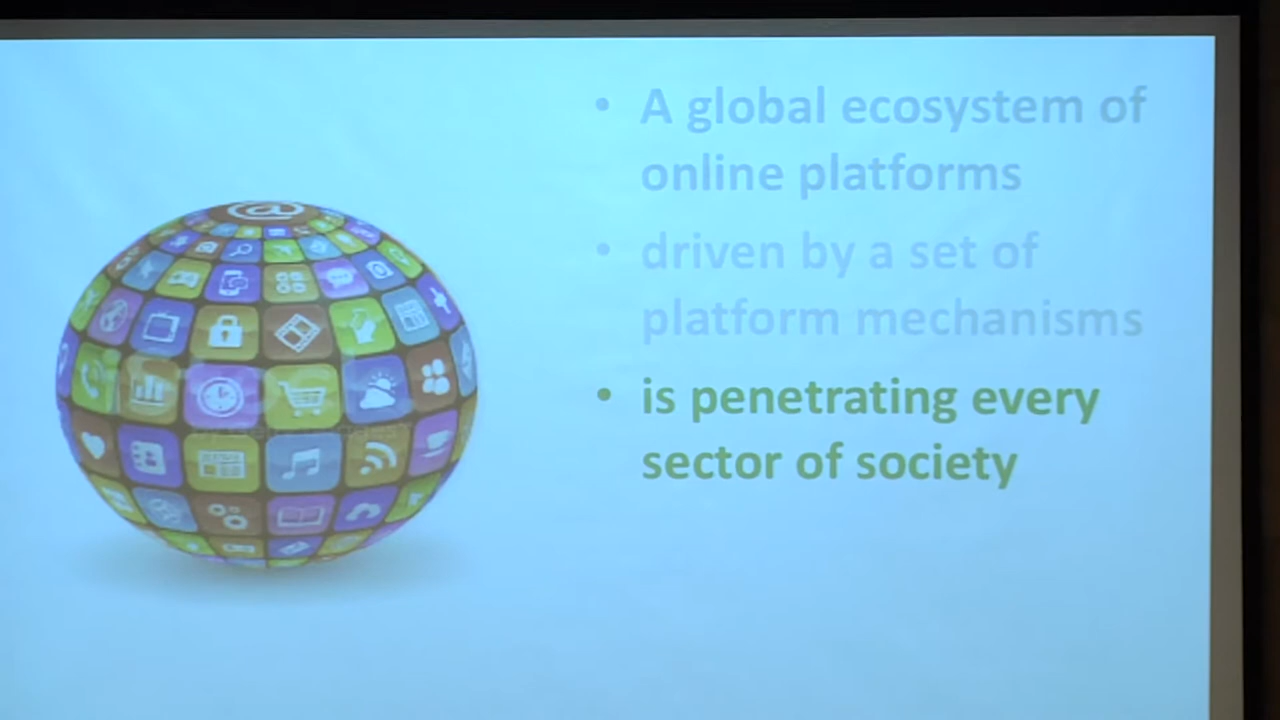 @
• A global ecosystem of
online platforms
• driven by a set of
platform mechanisms
• is penetrating every
sector of society